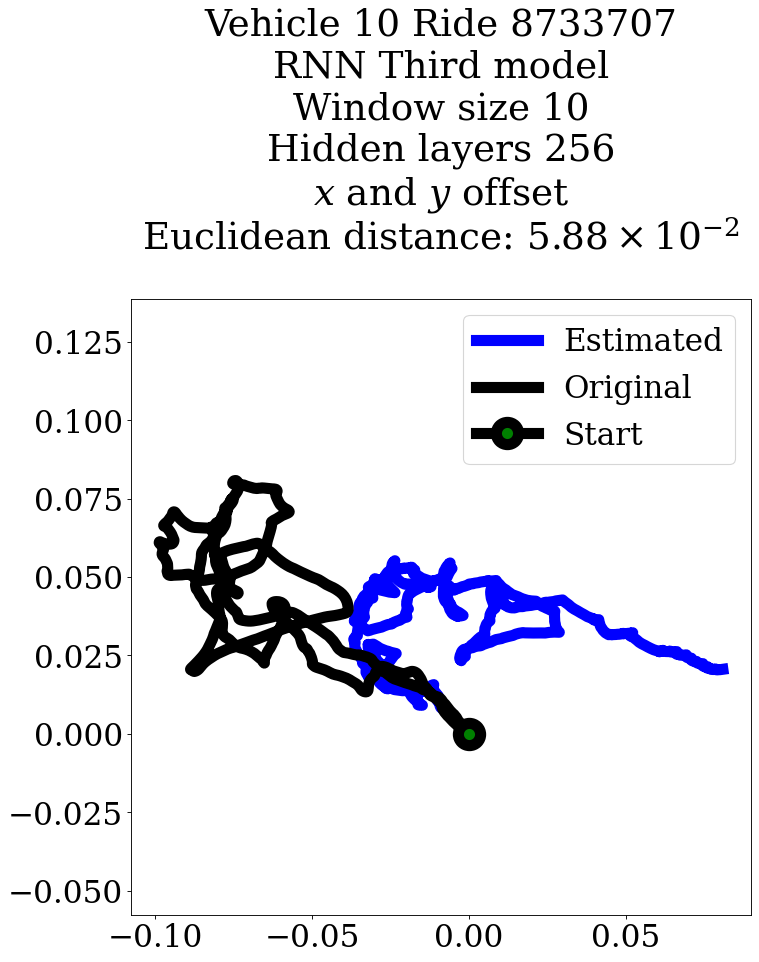 Vehicle 10 Ride 8733707
RNN Third model
Window size 10
Hidden layers 256
x and y offset
Euclidean distance: 5.88 × 10⁻²
Estimated
Original
Start
0.125
0.100
0.075
0.050
0.025
0.000
−0.025
−0.050
−0.10
−0.05
0.00
0.05